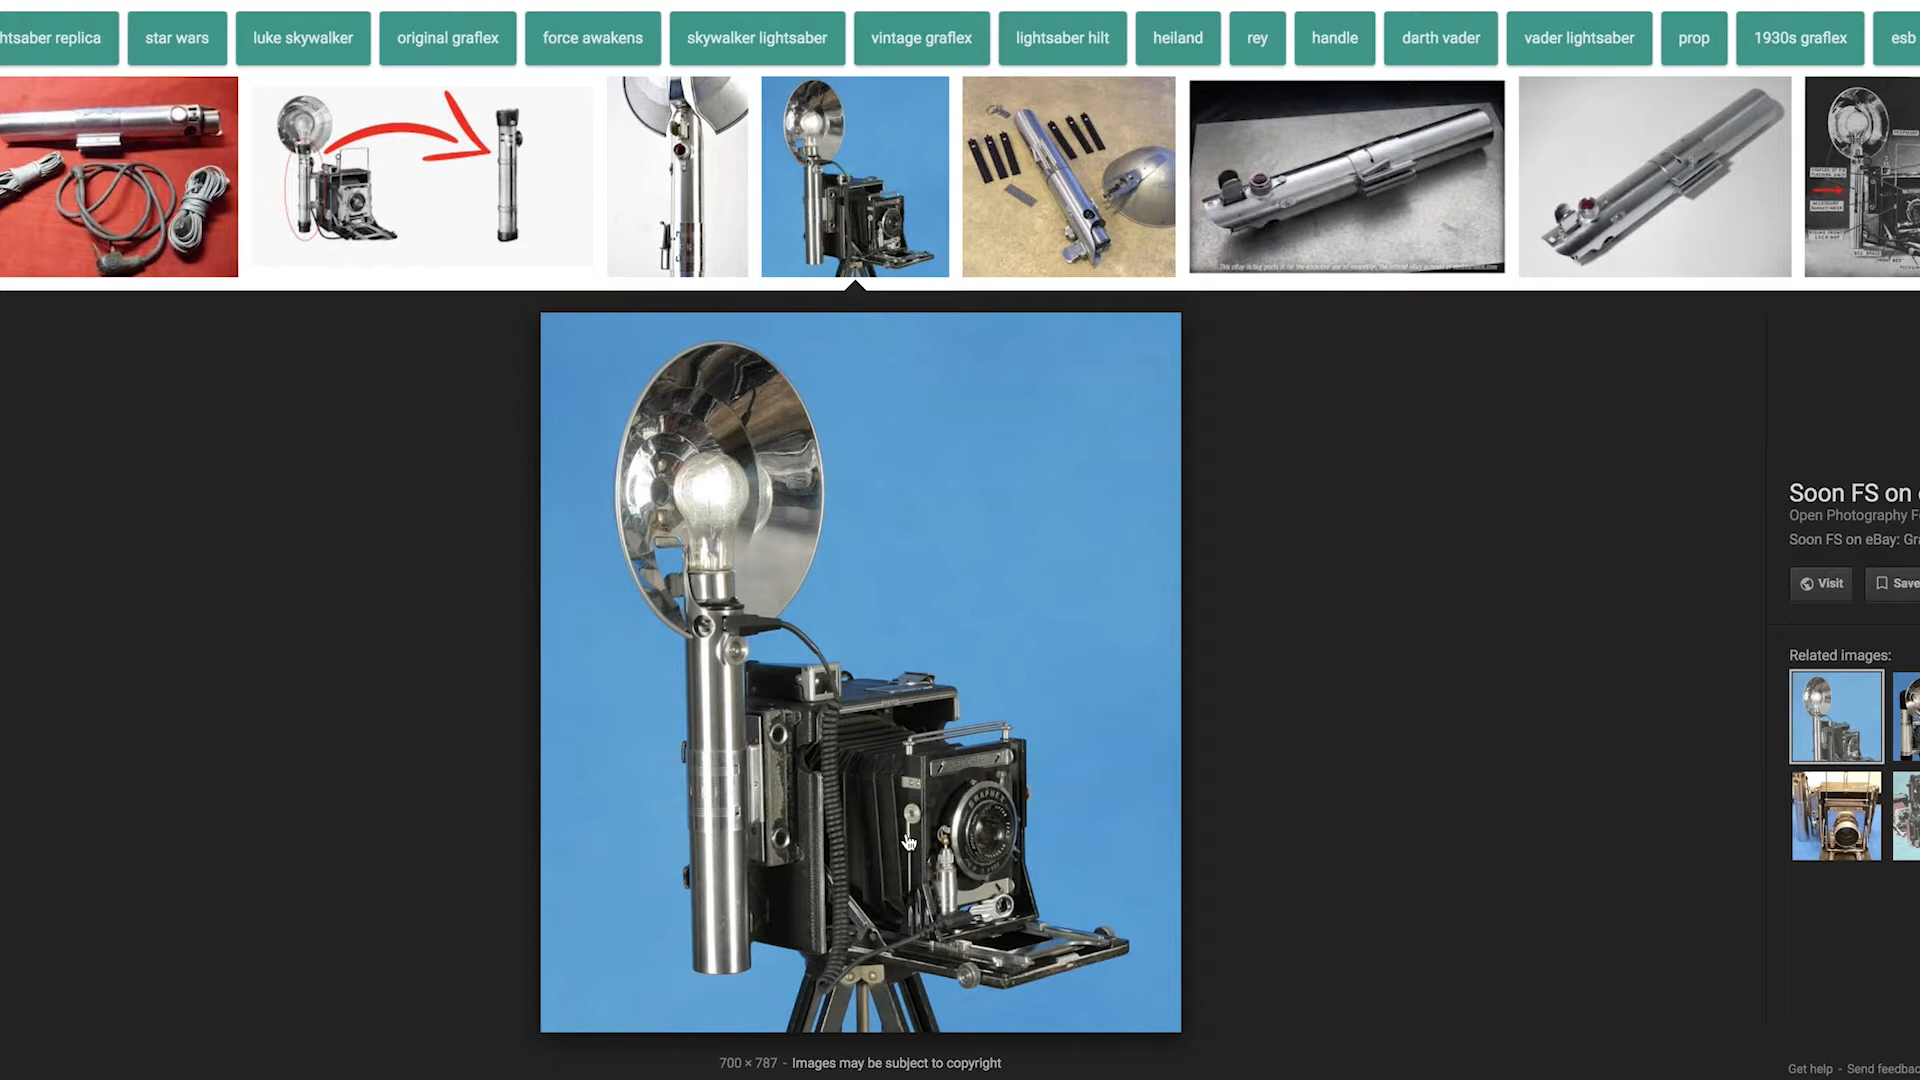 htsaber replica
star wars
luke skywalker
original graflex
force awakens
skywalker lightsaber
vintage graflex
lightsaber hilt
heiland
rey
handle
darth vader
vader lightsaber
prop
1930s graflex
esb
Soon FS on
Open Photography F
Soon FS on eBay: Gra
Visit
Save
Related images:
GRAPHEX
700 × 787 - Images may be subject to copyright
Get help - Send feedbac